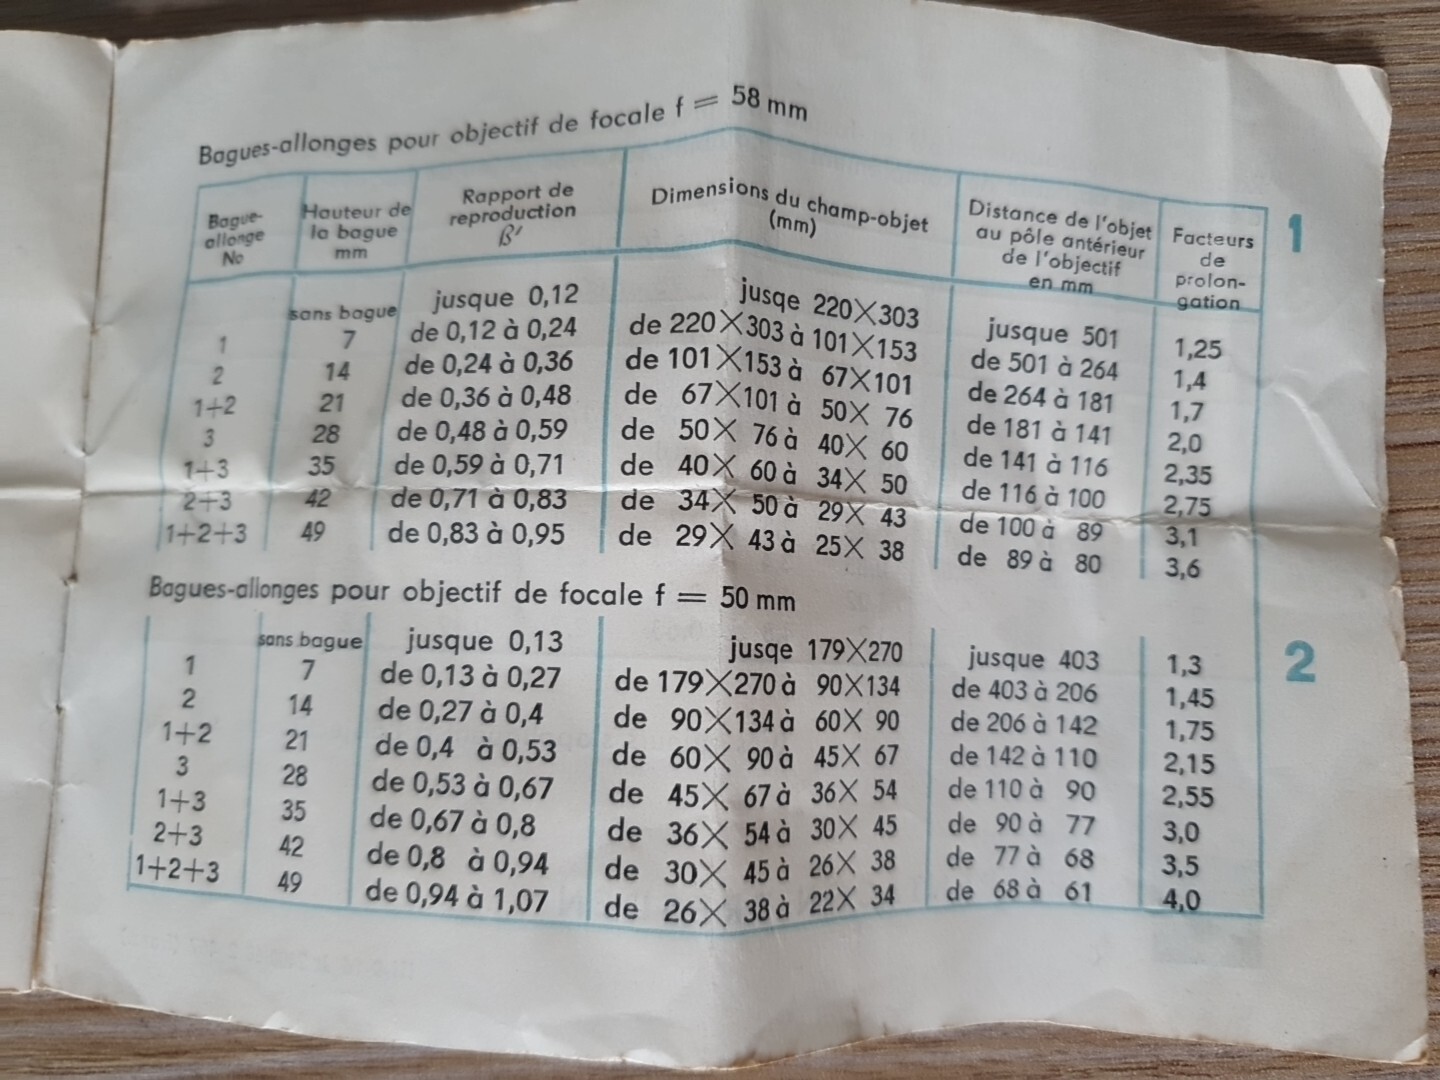 Bagues-allonges pour objectif de focale f = 58 mm
Bague-allonge No Hauteur de la bague mm Rapport de reproduction β′ Dimensions du champ-objet (mm) Distance de l'objet au pôle antérieur de l'objectif en mm Facteurs de prolon-gation
1
sans bague jusque 0,12 jusqe 220×303 jusque 501 1,25
1 7 de 0,12 à 0,24 de 220×303 à 101×153 de 501 à 264 1,4
2 14 de 0,24 à 0,36 de 101×153 à 67×101 de 264 à 181 1,7
1+2 21 de 0,36 à 0,48 de 67×101 à 50× 76 de 181 à 141 2,0
3 28 de 0,48 à 0,59 de 50× 76 à 40× 60 de 141 à 116 2,35
1+3 35 de 0,59 à 0,71 de 40× 60 à 34× 50 de 116 à 100 2,75
2+3 42 de 0,71 à 0,83 de 34× 50 à 29× 43 de 100 à 89 3,1
1+2+3 49 de 0,83 à 0,95 de 29× 43 à 25× 38 de 89 à 80 3,6
Bagues-allonges pour objectif de focale f = 50 mm
2
sans bague jusque 0,13 jusqe 179×270 jusque 403 1,3
1 7 de 0,13 à 0,27 de 179×270 à 90×134 de 403 à 206 1,45
2 14 de 0,27 à 0,4 de 90×134 à 60× 90 de 206 à 142 1,75
1+2 21 de 0,4 à 0,53 de 60× 90 à 45× 67 de 142 à 110 2,15
3 28 de 0,53 à 0,67 de 45× 67 à 36× 54 de 110 à 90 2,55
1+3 35 de 0,67 à 0,8 de 36× 54 à 30× 45 de 90 à 77 3,0
2+3 42 de 0,8 à 0,94 de 30× 45 à 26× 38 de 77 à 68 3,5
1+2+3 49 de 0,94 à 1,07 de 26× 38 à 22× 34 de 68 à 61 4,0